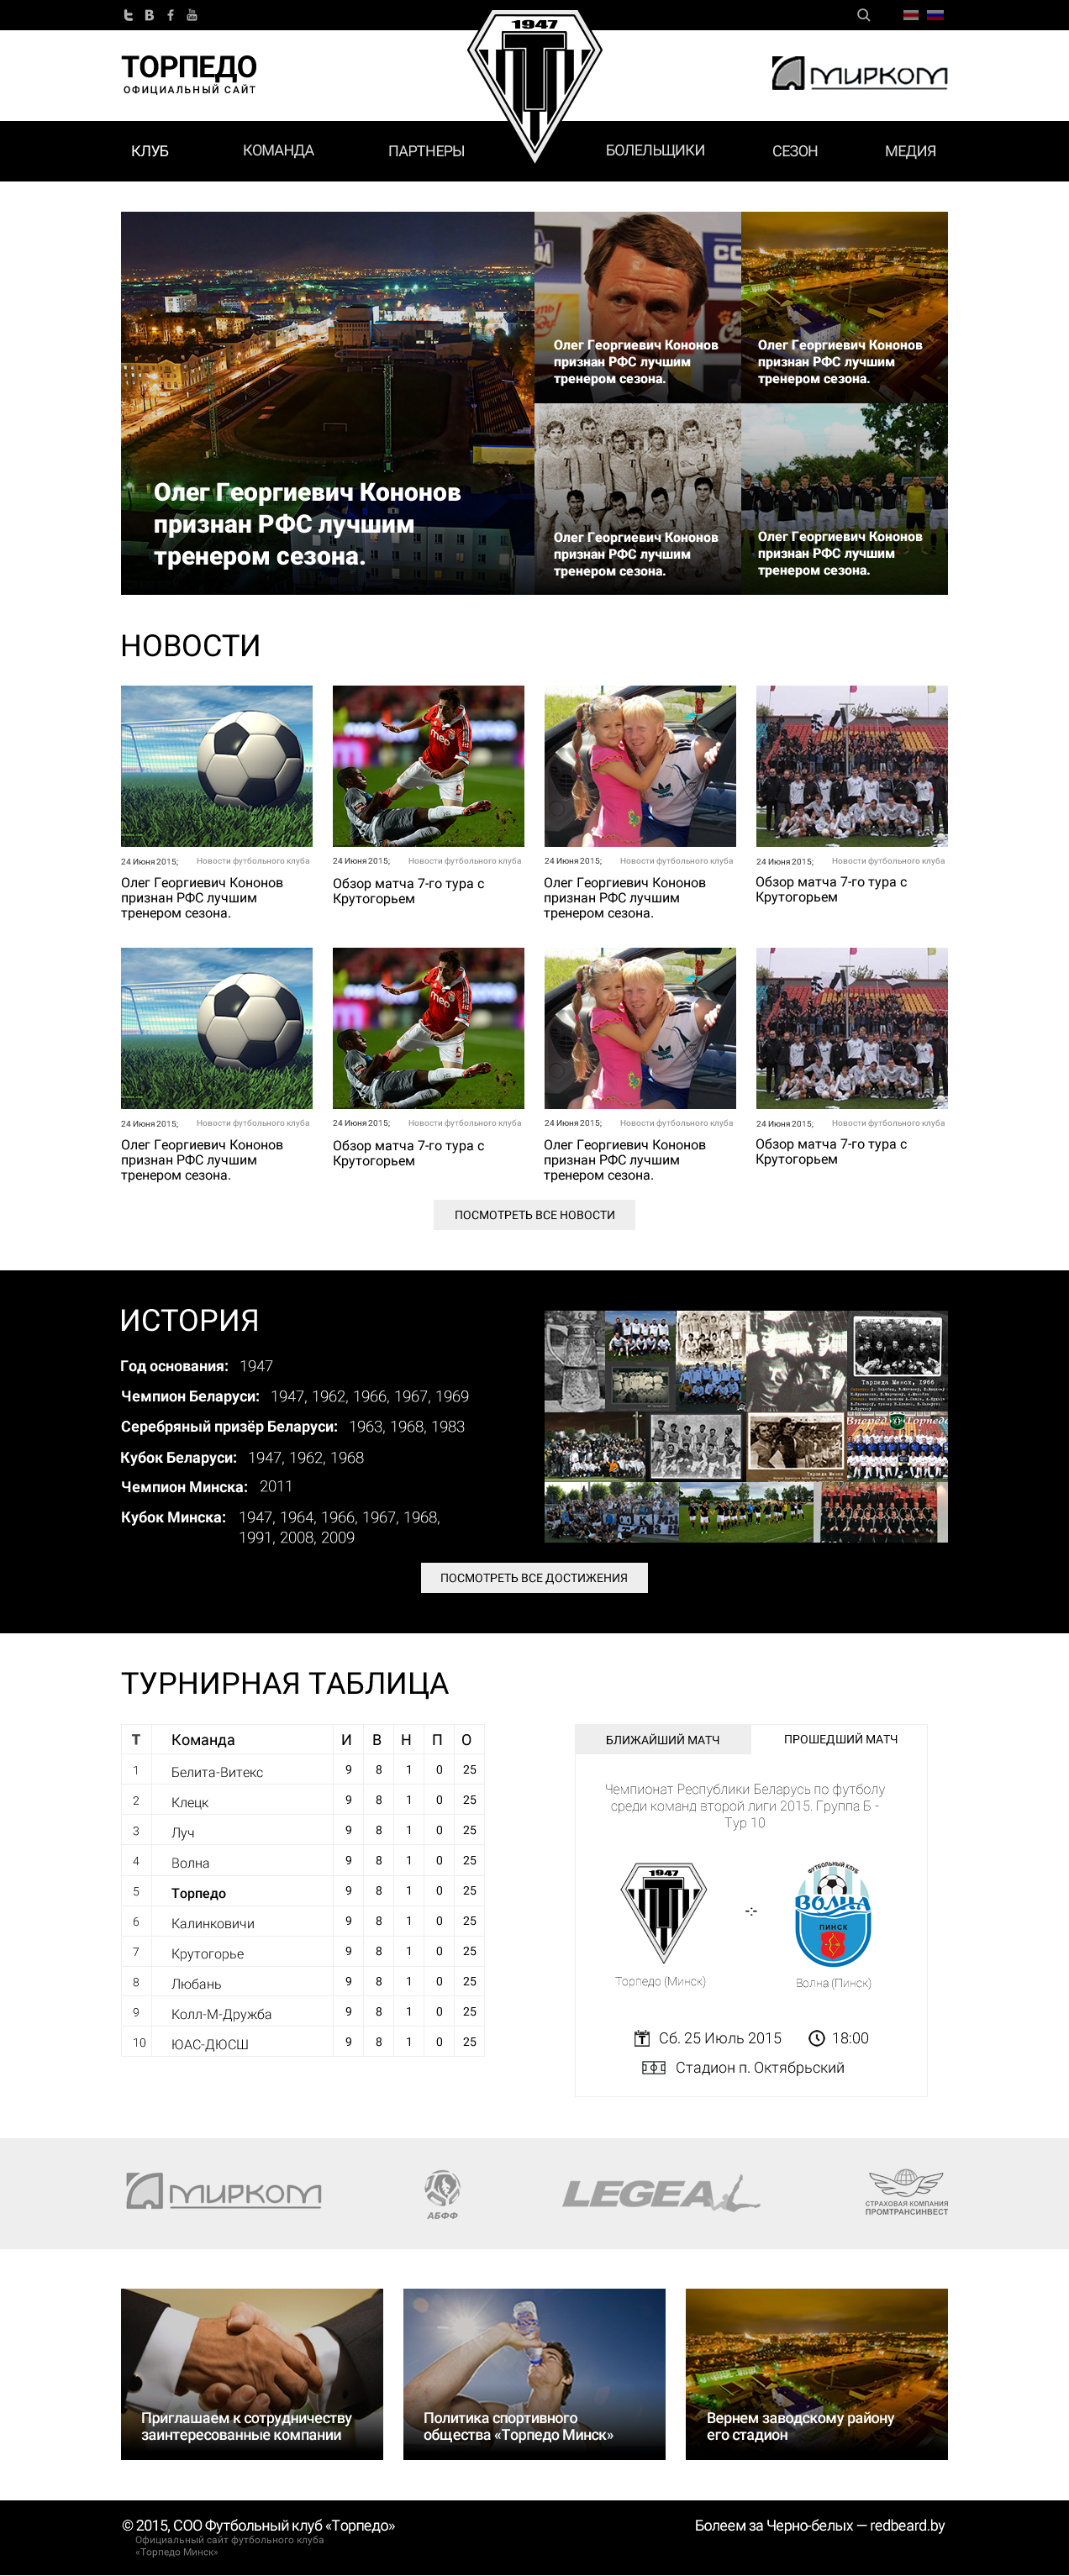 1947
T
ТОРПЕДО
ОФИЦИАЛЬНЫЙ САЙТ
МИРКОМ
КЛУБ
КОМАНДА
ПАРТНЕРЫ
БОЛЕЛЬЩИКИ
СЕЗОН
МЕДИА
Олег Георгиевич Кононов
признан РФС лучшим
тренером сезона.
Олег Георгиевич Кононов
признан РФС лучшим
тренером сезона.
Олег Георгиевич Кононов
признан РФС лучшим
тренером сезона.
Олег Георгиевич Кононов
признан РФС лучшим
тренером сезона.
Олег Георгиевич Кононов
признан РФС лучшим
тренером сезона.
НОВОСТИ
24 Июня 2015; Новости футбольного клуба
Олег Георгиевич Кононов
признан РФС лучшим
тренером сезона.
24 Июня 2015; Новости футбольного клуба
Обзор матча 7-го тура с
Крутогорьем
24 Июня 2015; Новости футбольного клуба
Олег Георгиевич Кононов
признан РФС лучшим
тренером сезона.
24 Июня 2015; Новости футбольного клуба
Обзор матча 7-го тура с
Крутогорьем
24 Июня 2015; Новости футбольного клуба
Олег Георгиевич Кононов
признан РФС лучшим
тренером сезона.
24 Июня 2015; Новости футбольного клуба
Обзор матча 7-го тура с
Крутогорьем
24 Июня 2015; Новости футбольного клуба
Олег Георгиевич Кононов
признан РФС лучшим
тренером сезона.
24 Июня 2015; Новости футбольного клуба
Обзор матча 7-го тура с
Крутогорьем
ПОСМОТРЕТЬ ВСЕ НОВОСТИ
ИСТОРИЯ
Год основания: 1947
Чемпион Беларуси: 1947, 1962, 1966, 1967, 1969
Серебряный призёр Беларуси: 1963, 1968, 1983
Кубок Беларуси: 1947, 1962, 1968
Чемпион Минска: 2011
Кубок Минска: 1947, 1964, 1966, 1967, 1968,
1991, 2008, 2009
ПОСМОТРЕТЬ ВСЕ ДОСТИЖЕНИЯ
ТУРНИРНАЯ ТАБЛИЦА
Т Команда И В Н П О
1 Белита-Витекс 9 8 1 0 25
2 Клецк 9 8 1 0 25
3 Луч 9 8 1 0 25
4 Волна 9 8 1 0 25
5 Торпедо 9 8 1 0 25
6 Калинковичи 9 8 1 0 25
7 Крутогорье 9 8 1 0 25
8 Любань 9 8 1 0 25
9 Колл-М-Дружба 9 8 1 0 25
10 ЮАС-ДЮСШ 9 8 1 0 25
БЛИЖАЙШИЙ МАТЧ
ПРОШЕДШИЙ МАТЧ
Чемпионат Республики Беларусь по футболу
среди команд второй лиги 2015. Группа Б -
Тур 10
1947
T
-:-
ФУТБОЛЬНЫЙ КЛУБ
ВОЛНА
ПИНСК
Торпедо (Минск)
Волна (Пинск)
Сб. 25 Июль 2015
18:00
Стадион п. Октябрьский
МИРКОМ
АБФФ
LEGEA
СТРАХОВАЯ КОМПАНИЯ
ПРОМТРАНСИНВЕСТ
Приглашаем к сотрудничеству
заинтересованные компании
Политика спортивного
общества «Торпедо Минск»
Вернем заводскому району
его стадион
© 2015, СОО Футбольный клуб «Торпедо»
Официальный сайт футбольного клуба
«Торпедо Минск»
Болеем за Черно-белых — redbeard.by